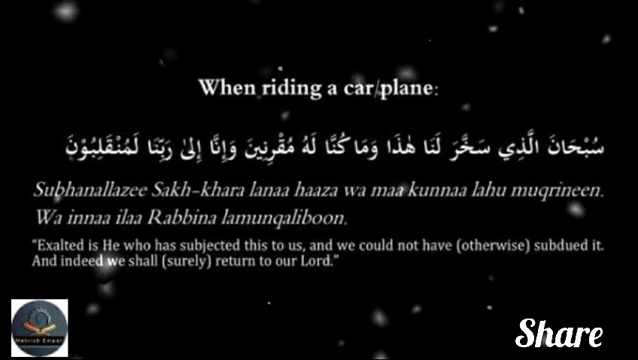 When riding a car/plane:
سُبْحَانَ الَّذِي سَخَّرَ لَنَا هٰذَا وَمَا كُنَّا لَهُ مُقْرِنِينَ وَإِنَّا إِلىٰ رَبِّنَا لَمُنْقَلِبُوْنَ
Subhanallazee Sakh-khara lanaa haaza wa maa kunnaa lahu muqrineen.
Wa innaa ilaa Rabbina lamunqaliboon.
“Exalted is He who has subjected this to us, and we could not have (otherwise) subdued it.
And indeed we shall (surely) return to our Lord.”
Share